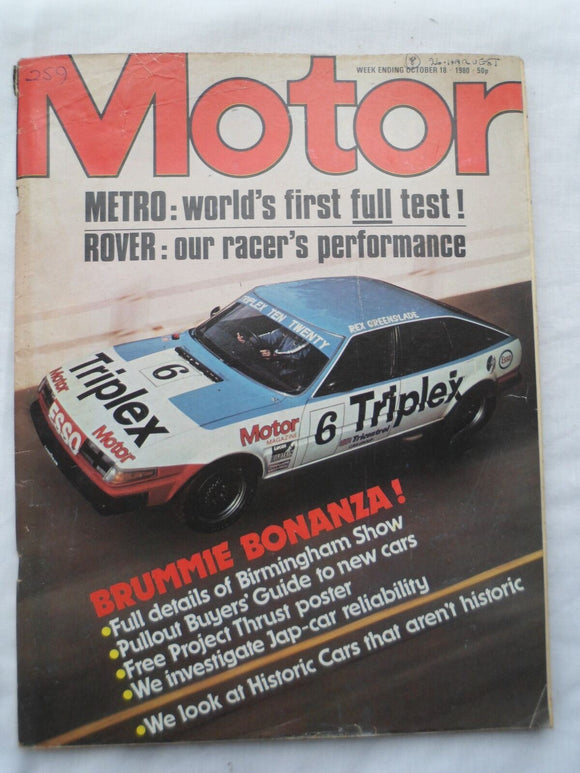 259
8
WEEK ENDING OCTOBER 18 · 1980 · 50p
Motor
METRO: world's first full test!
ROVER: our racer's performance
TRIPLEX TEN TWENTY
REX GREENSLADE
6
Motor
Triplex
ESSO
Motor
Motor
MAGAZINE
6
Triplex
Esso
BRUMMIE BONANZA!
•Full details of Birmingham Show
•Pullout Buyers' Guide to new cars
•Free Project Thrust poster
•We investigate Jap-car reliability
•We look at Historic Cars that aren't historic